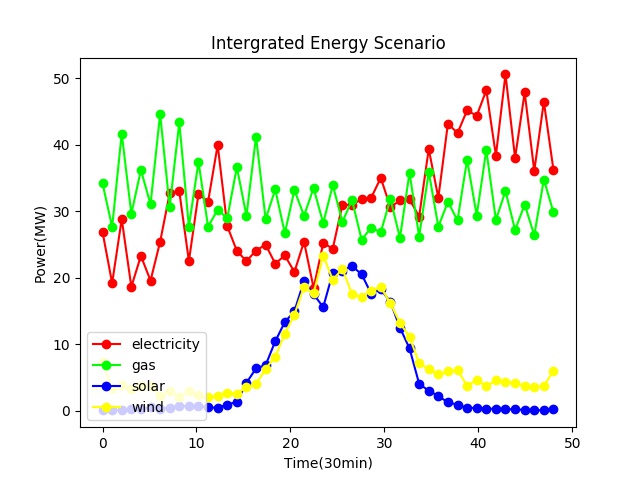 Intergrated Energy Scenario
Power(MW)
50
40
30
20
10
0
electricity
gas
solar
wind
0 10 20 30 40 50
Time(30min)